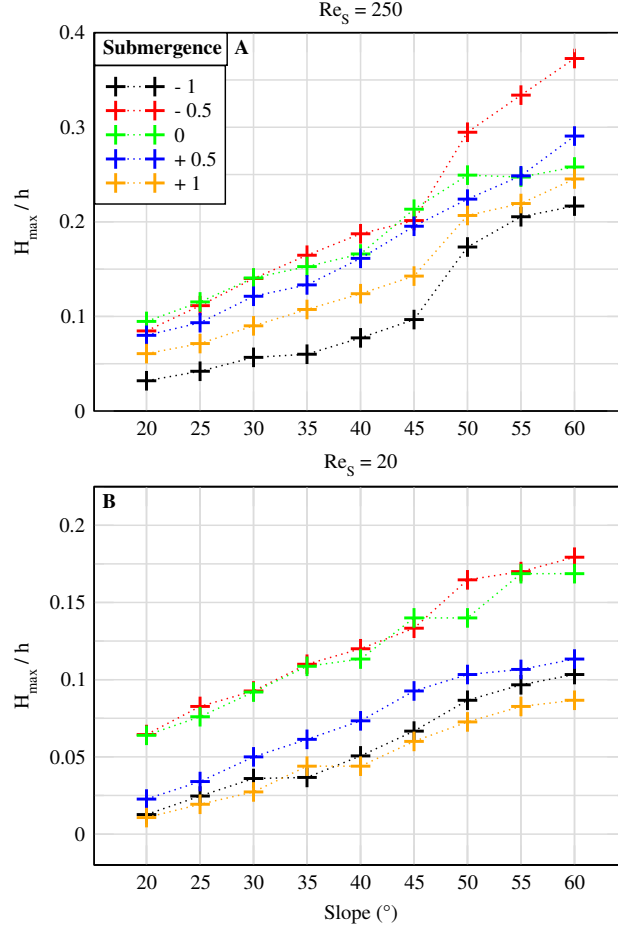 Re_S = 250
0.4
Submergence A
- 1
- 0.5
0
+ 0.5
+ 1
0.3
0.2
0.1
0
H_max / h
20 25 30 35 40 45 50 55 60
Re_S = 20
B
0.2
0.15
0.1
0.05
0
H_max / h
20 25 30 35 40 45 50 55 60
Slope (°)